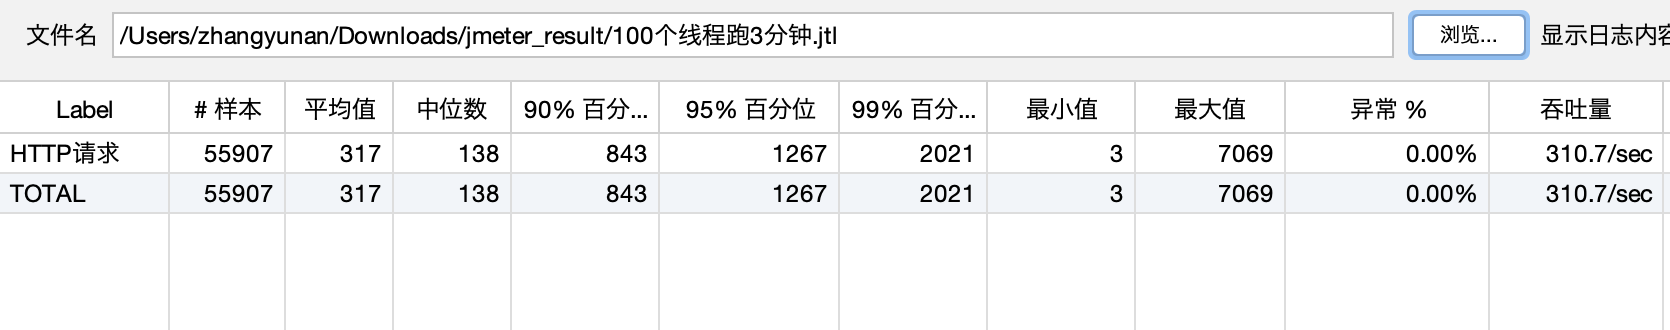 文件名 /Users/zhangyunan/Downloads/jmeter_result/100个线程跑3分钟.jtl 浏览... 显示日志内容
Label # 样本 平均值 中位数 90% 百分... 95% 百分位 99% 百分... 最小值 最大值 异常 % 吞吐量
HTTP请求 55907 317 138 843 1267 2021 3 7069 0.00% 310.7/sec
TOTAL 55907 317 138 843 1267 2021 3 7069 0.00% 310.7/sec